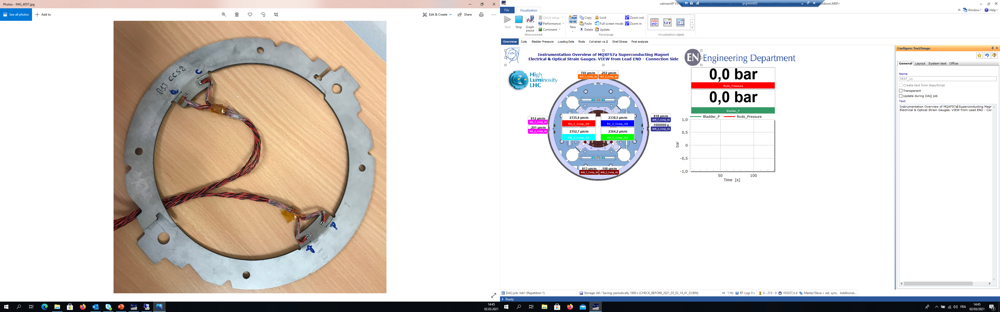 Photos - IMG_4057.jpg
See all photos
Add to
Edit & Create
Share
B13 CCS2
C
14:45
02.03.2021
catmanAP V5.
ooldown.MEP>
pcpmml20
File
Visualization
Window
Help
Start
Stop
Graph pause
Quick setup
Performance
Comment
Measurement
New
Copy
Paste
Delete
Lock
Full screen mode
Update
Zoom out
Zoom in
Panel/page
1.2 V
Visualization objects
Overview
Coils
Bladder Pressure
Loading Eelis
Rods
Coil strain vs I2
Shell Stress
Post analysis
CERN
Instrumentation Overview of MQXFS7a Superconducting Magnet
Electrical & Optical Strain Gauges. VIEW from Lead END - Connection Side
EN Engineering Department
High
Luminosity
LHC
760 µm/m
SHT_T_Comp_SG
-202 µm/m
SHT_Z_Comp_SG
812 µm/m
SHL_T_Comp_SG
-201 µm/m
SHL_Z_Comp_SG
2335,4 µm/m
RA_Z_Comp_SG
2338,5 µm/m
RC_Z_Comp_SG
2352,7 µm/m
2364,2 µm/m
818 µm/m
SHR_T_Comp_SG
-1000000 µ
SHR_Z_Comp_SG
813 µm/m
SHB_T_Comp_SG
-198 µm/m
SHB_Z_Comp_SG
0,0 bar
Rods_Pressure
0,0 bar
Bladder_P
Bladder_P
Rods_Pressure
1,0
0,5
0
-0,5
-1,0
bar
50
100
Time [s]
Configure: Text/Image
General
Layout
System text
Office
Name
TEXT_11
Create text from EasyScript
Transparent
Update during DAQ job
Text
Instrumentation Overview of MQXFS7a Superconducting Magr
Electrical & Optical Strain Gauges. VIEW from Lead END - Cor
DAQ job: Job1 (Repetition 1)
Storage: All / Saving: periodically 1800 s (CHECK_BEFORE_2021_03_02_14_41_33.BIN)
1 Hz
RT-Lag: 0 s
0 - 213 - 0
103337,4 d
Master/Slave + ext. sync.
Additional...
Ready
FRA
14:45
02/03/2021